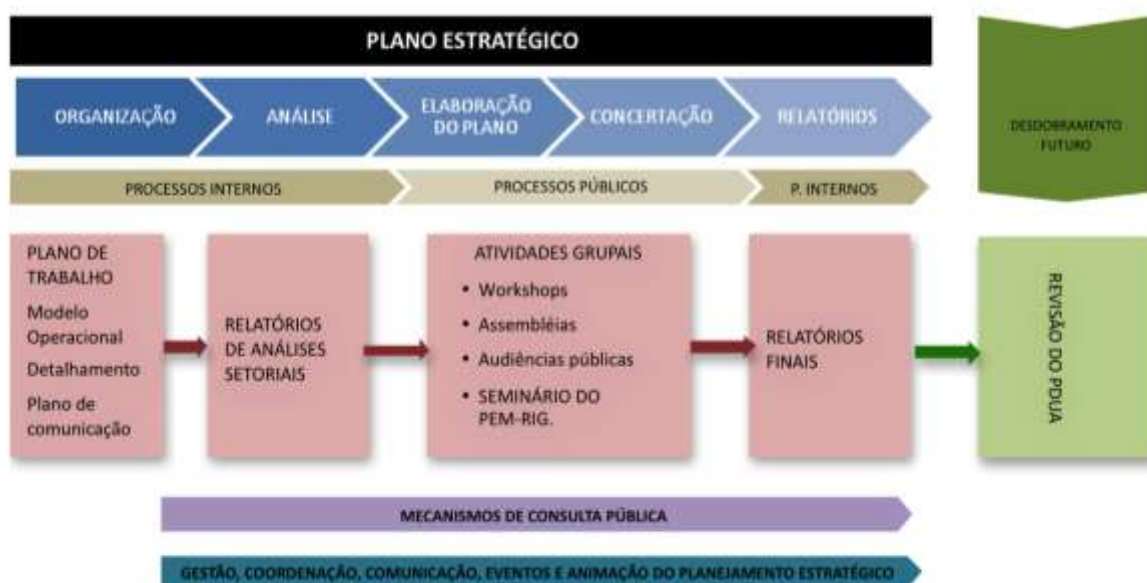 PLANO ESTRATÉGICO
ORGANIZAÇÃO
ANÁLISE
ELABORAÇÃO
DO PLANO
CONCERTAÇÃO
RELATÓRIOS
DESDOBRAMENTO
FUTURO
PROCESSOS INTERNOS
PROCESSOS PÚBLICOS
P. INTERNOS
PLANO DE
TRABALHO
Modelo
Operacional
Detalhamento
Plano de
comunicação
RELATÓRIOS
DE ANÁLISES
SETORIAIS
ATIVIDADES GRUPAIS
• Workshops
• Assembléias
• Audiências públicas
• SEMINÁRIO DO
PEM-RIG.
RELATÓRIOS
FINAIS
REVISÃO DO PDUA
MECANISMOS DE CONSULTA PÚBLICA
GESTÃO, COORDENAÇÃO, COMUNICAÇÃO, EVENTOS E ANIMAÇÃO DO PLANEJAMENTO ESTRATÉGICO